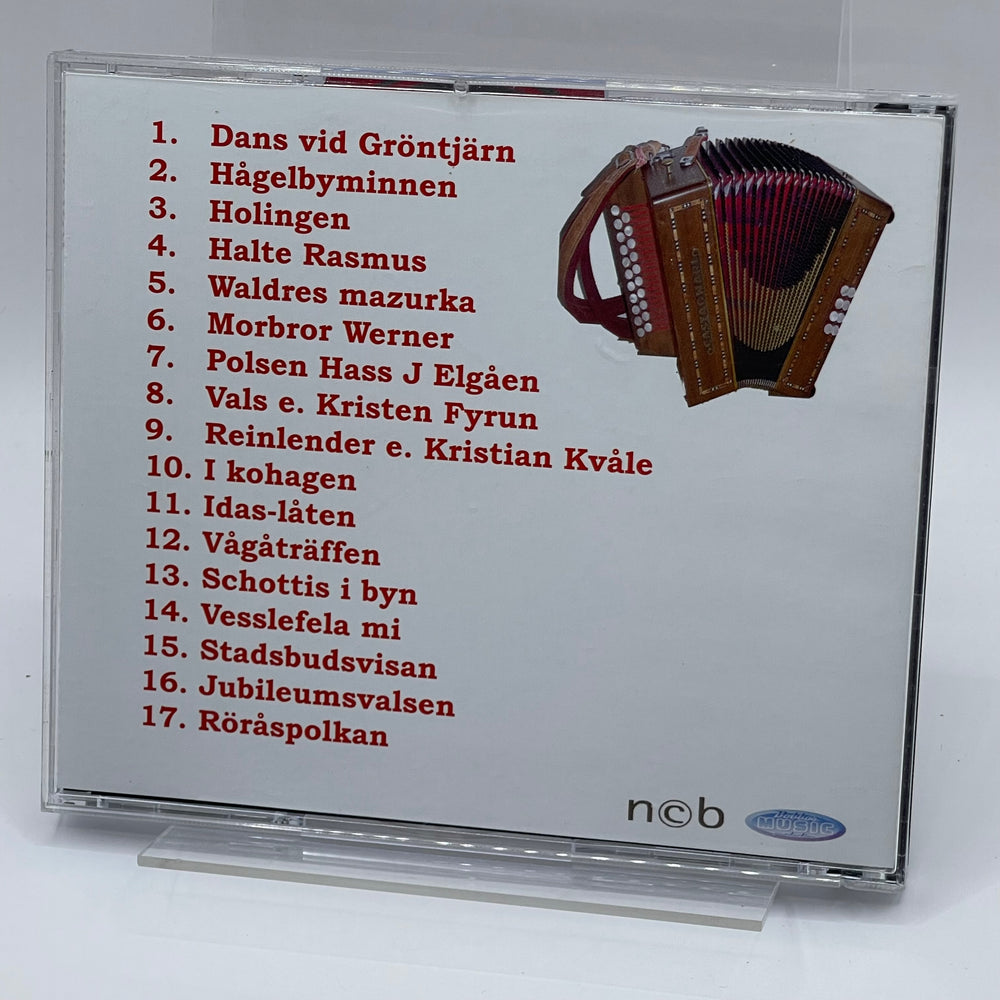 1. Dans vid Gröntjärn
2. Hågelbyminnen
3. Holingen
4. Halte Rasmus
5. Waldres mazurka
6. Morbror Werner
7. Polsen Hass J Elgåen
8. Vals e. Kristen Fyrun
9. Reinlender e. Kristian Kvåle
10. I kohagen
11. Idas-låten
12. Vågåträffen
13. Schottis i byn
14. Vesslefela mi
15. Stadsbudsvisan
16. Jubileumsvalsen
17. Röråspolkan
n©b
MUSIC